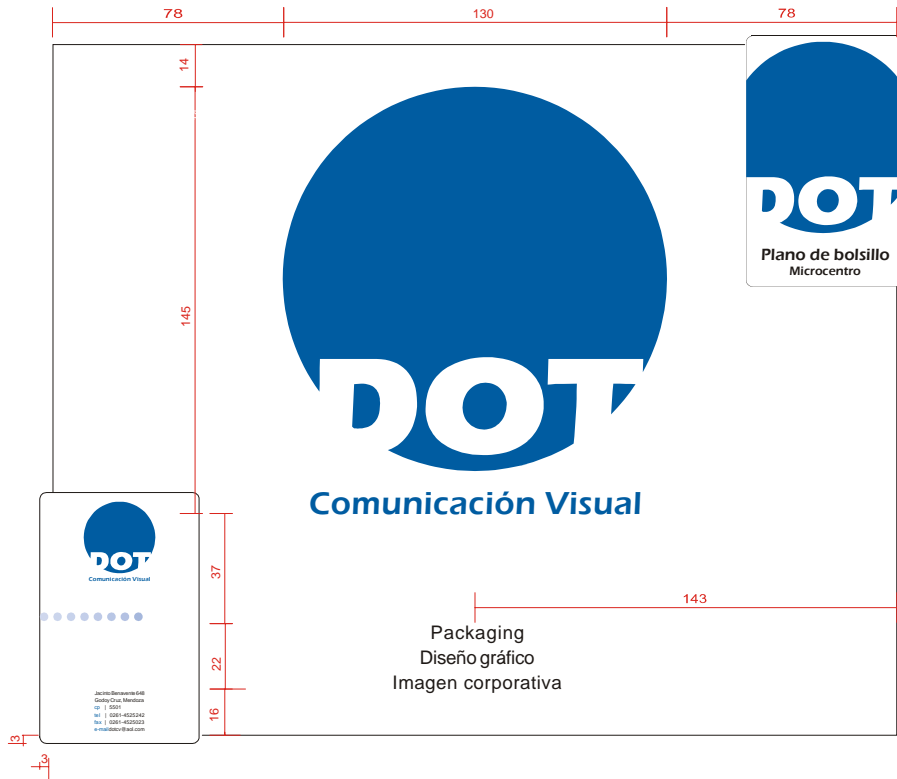 78
130
78
14
145
DOT
Comunicación Visual
DOT
Plano de bolsillo
Microcentro
DOT
Comunicación Visual
Jacinto Benavente 648
Godoy Cruz, Mendoza
cp | 5501
tel | 0261-4525242
fax | 0261-4525023
e-mail dotcv@aol.com
37
143
Packaging
Diseño gráfico
Imagen corporativa
22
16
3
3